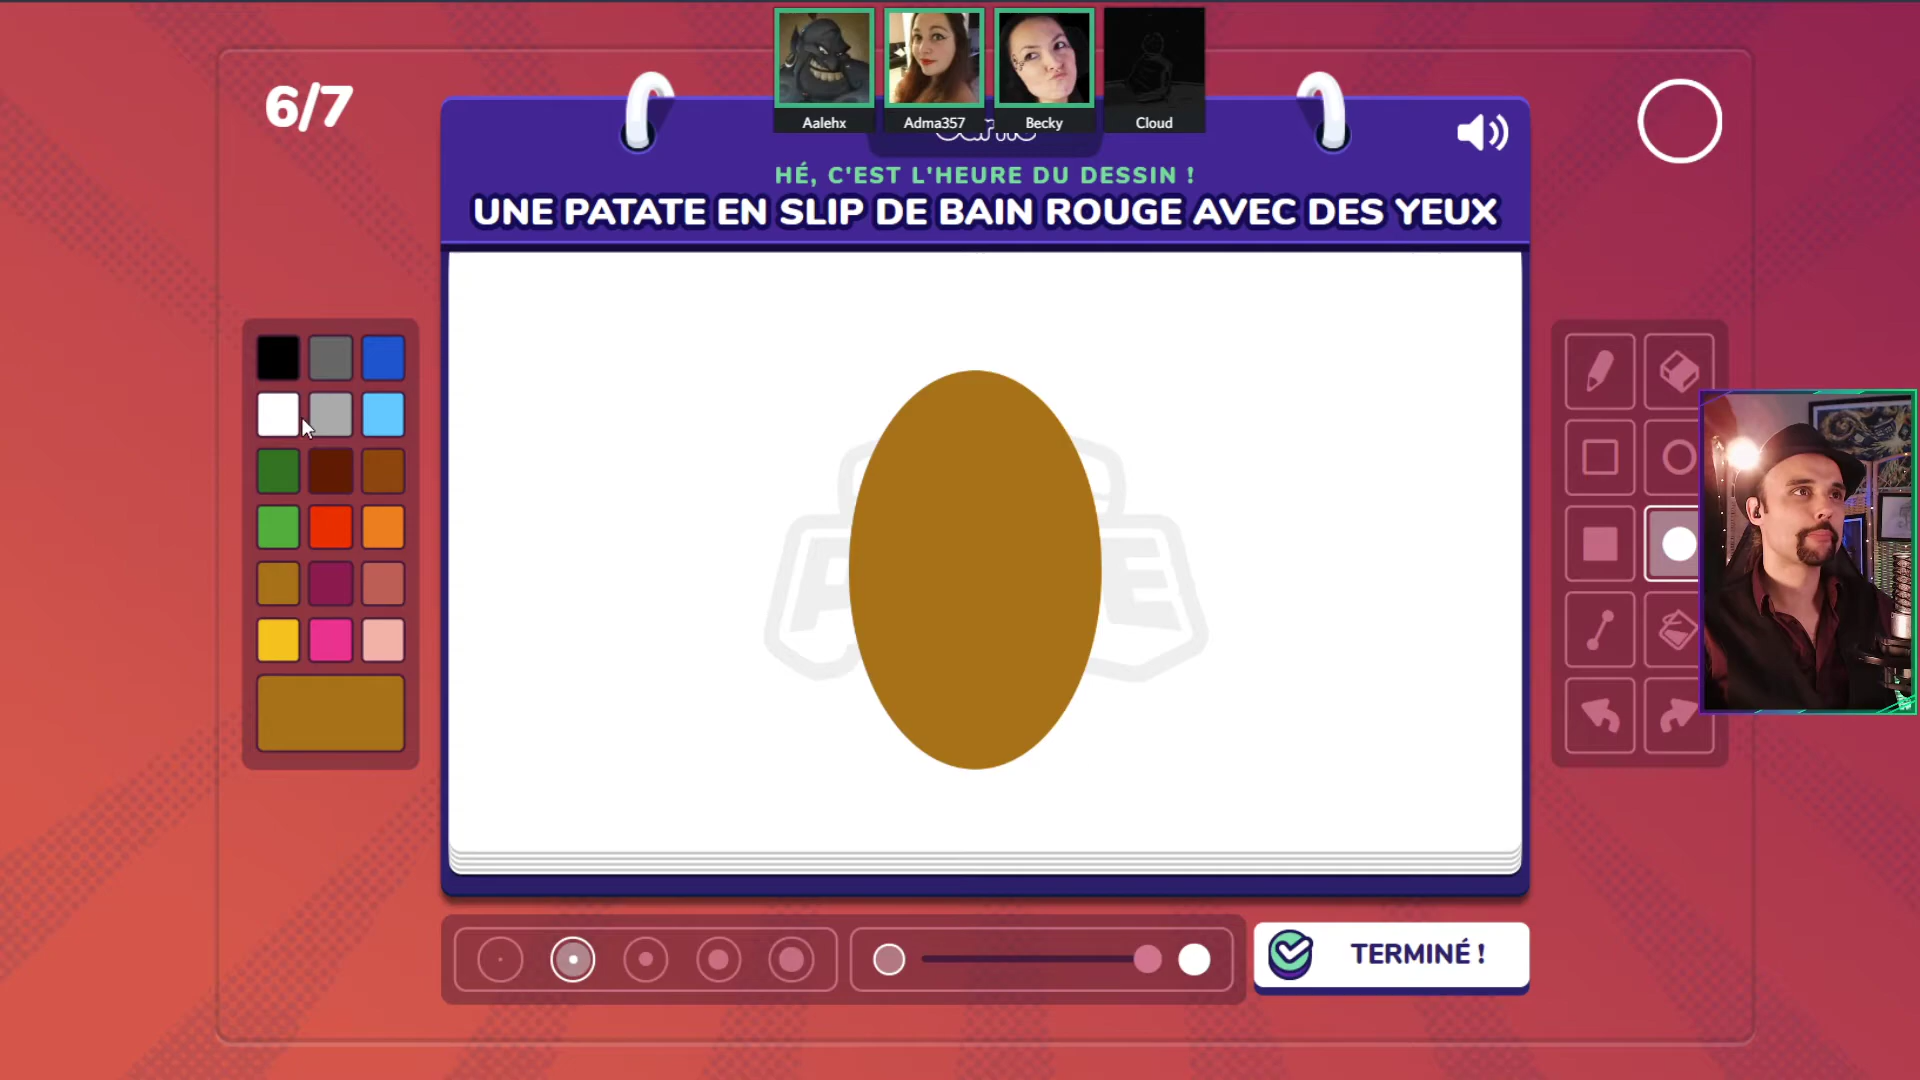 6/7
Aalehx
Adma357
Becky
Cloud
HÉ, C'EST L'HEURE DU DESSIN !
UNE PATATE EN SLIP DE BAIN ROUGE AVEC DES YEUX
TERMINÉ !